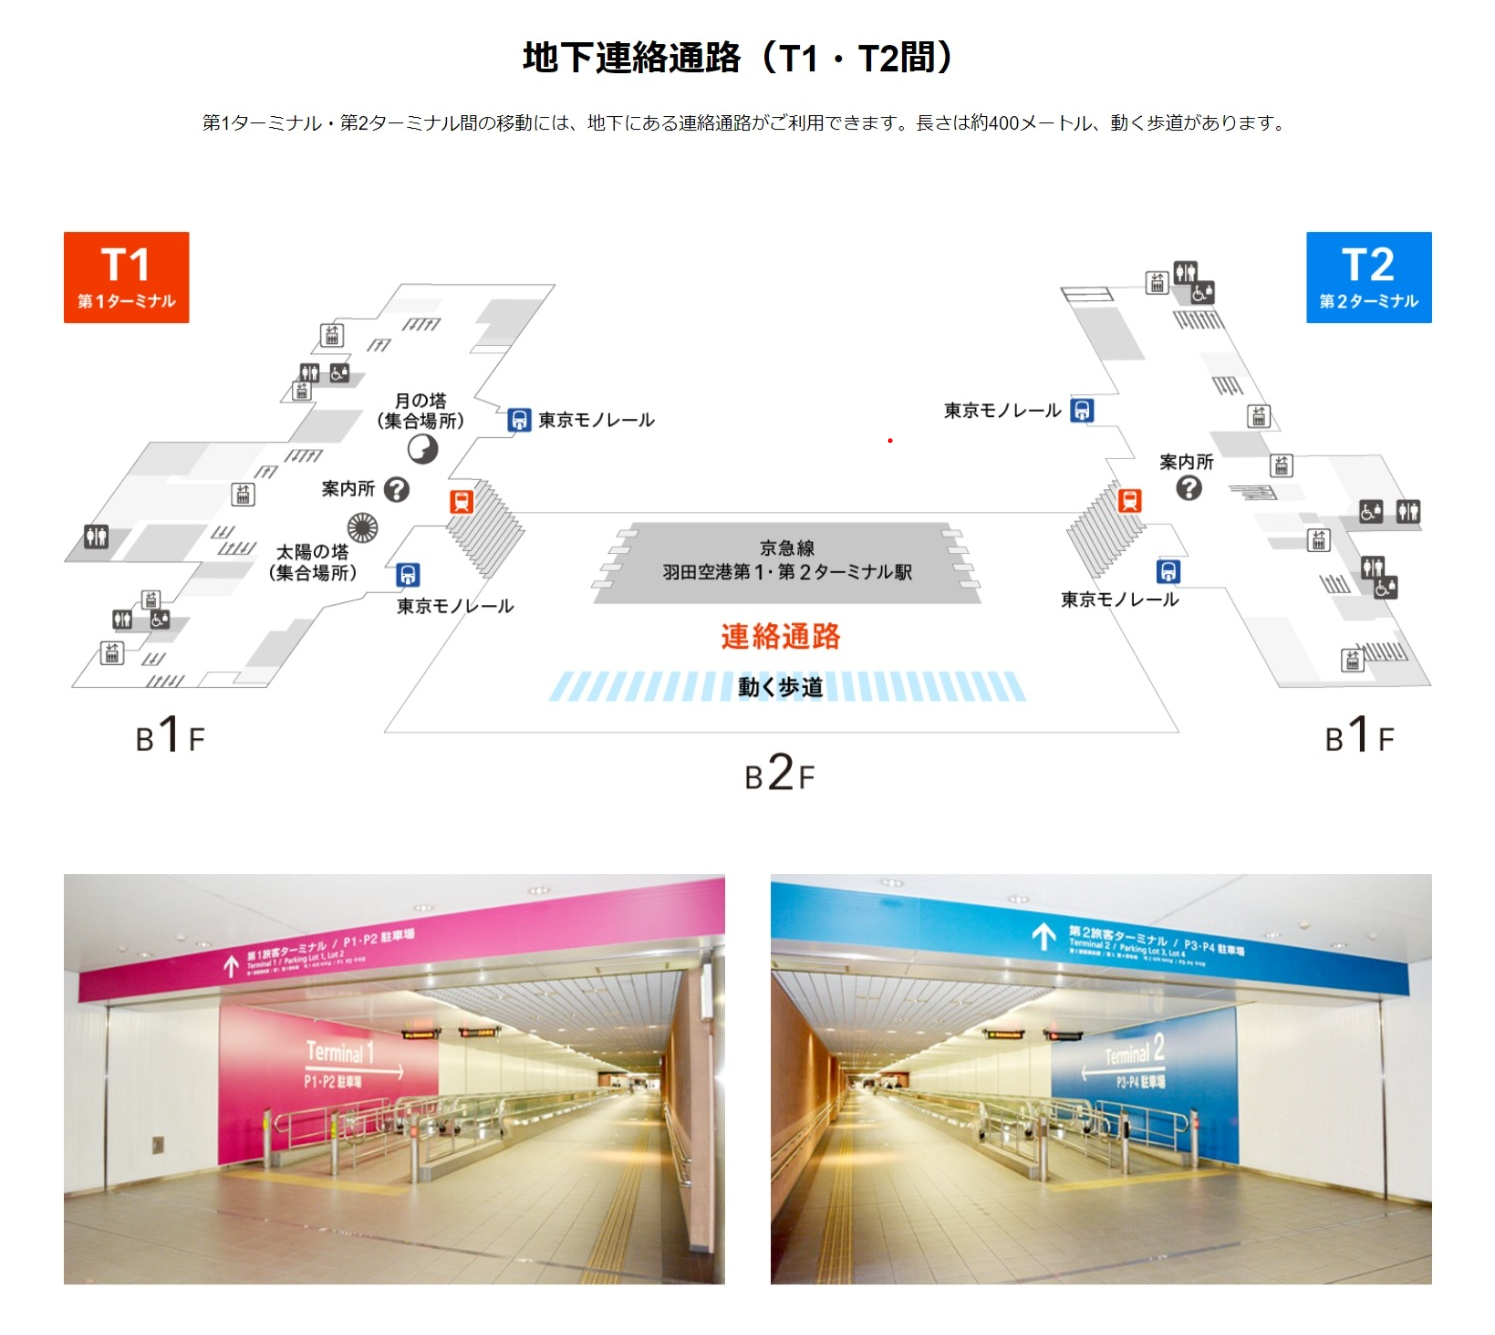 地下連絡通路（T1・T2間）
第1ターミナル・第2ターミナル間の移動には、地下にある連絡通路がご利用できます。長さは約400メートル、動く歩道があります。
T1
第1ターミナル
T2
第2ターミナル
月の塔
（集合場所）
東京モノレール
東京モノレール
案内所
案内所
太陽の塔
（集合場所）
東京モノレール
東京モノレール
京急線
羽田空港第1・第2ターミナル駅
連絡通路
動く歩道
B1F
B2F
B1F
第1旅客ターミナル / P1・P2 駐車場
Terminal 1 / Parking Lot 1, Lot 2
Terminal 1
P1・P2 駐車場
第2旅客ターミナル / P3・P4 駐車場
Terminal 2 / Parking Lot 3, Lot 4
Terminal 2
P3・P4 駐車場